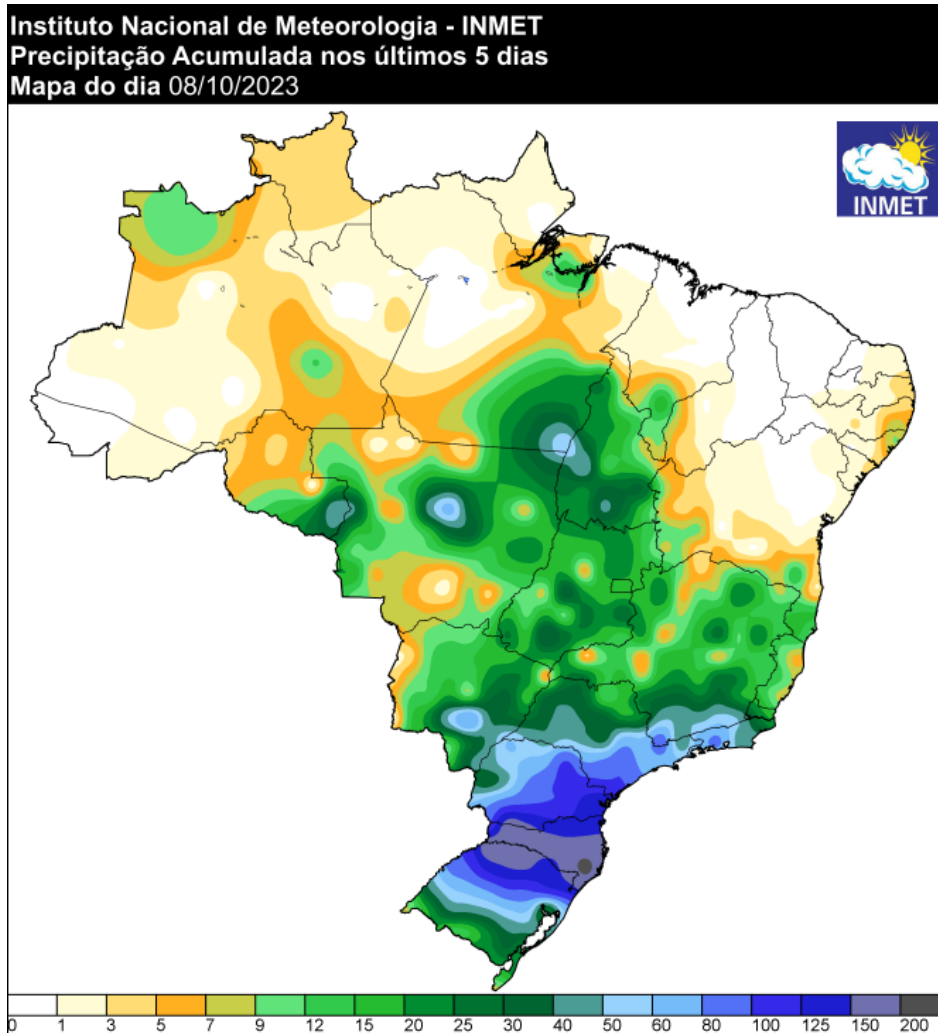 Instituto Nacional de Meteorologia - INMET
Precipitação Acumulada nos últimos 5 dias
Mapa do dia 08/10/2023
INMET
0 1 3 5 7 9 12 15 20 25 30 40 50 60 80 100 125 150 200